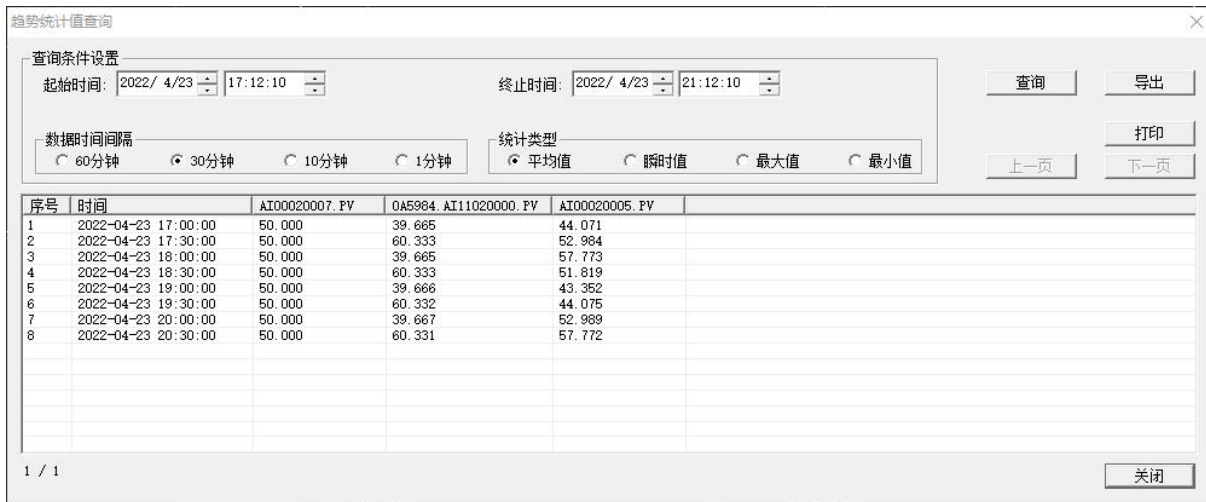 趋势统计值查询
查询条件设置
起始时间: 2022/ 4/23 17:12:10 终止时间: 2022/ 4/23 21:12:10 查询 导出
数据时间间隔 统计类型 打印
60分钟 30分钟 10分钟 1分钟 平均值 瞬时值 最大值 最小值 上一页 下一页
序号 时间 AI00020007.PV 0A5984.AI11020000.PV AI00020005.PV
1 2022-04-23 17:00:00 50.000 39.665 44.071
2 2022-04-23 17:30:00 50.000 60.333 52.984
3 2022-04-23 18:00:00 50.000 39.665 57.773
4 2022-04-23 18:30:00 50.000 60.333 51.819
5 2022-04-23 19:00:00 50.000 39.666 43.352
6 2022-04-23 19:30:00 50.000 60.332 44.075
7 2022-04-23 20:00:00 50.000 39.667 52.989
8 2022-04-23 20:30:00 50.000 60.331 57.772
1 / 1 关闭